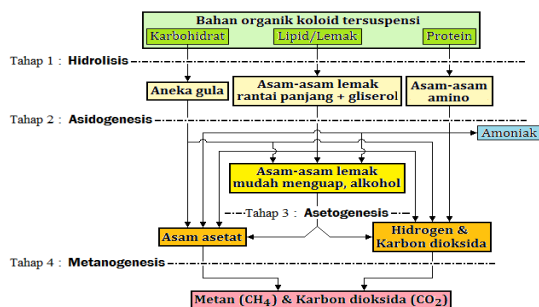 Bahan organik koloid tersuspensi
Karbohidrat
Lipid/Lemak
Protein
Tahap 1 : Hidrolisis
Aneka gula
Asam-asam lemak
rantai panjang + gliserol
Asam-asam
amino
Tahap 2 : Asidogenesis
Amoniak
Asam-asam lemak
mudah menguap, alkohol
Tahap 3 : Asetogenesis
Asam asetat
Hidrogen &
Karbon dioksida
Tahap 4 : Metanogenesis
Metan (CH₄) & Karbon dioksida (CO₂)